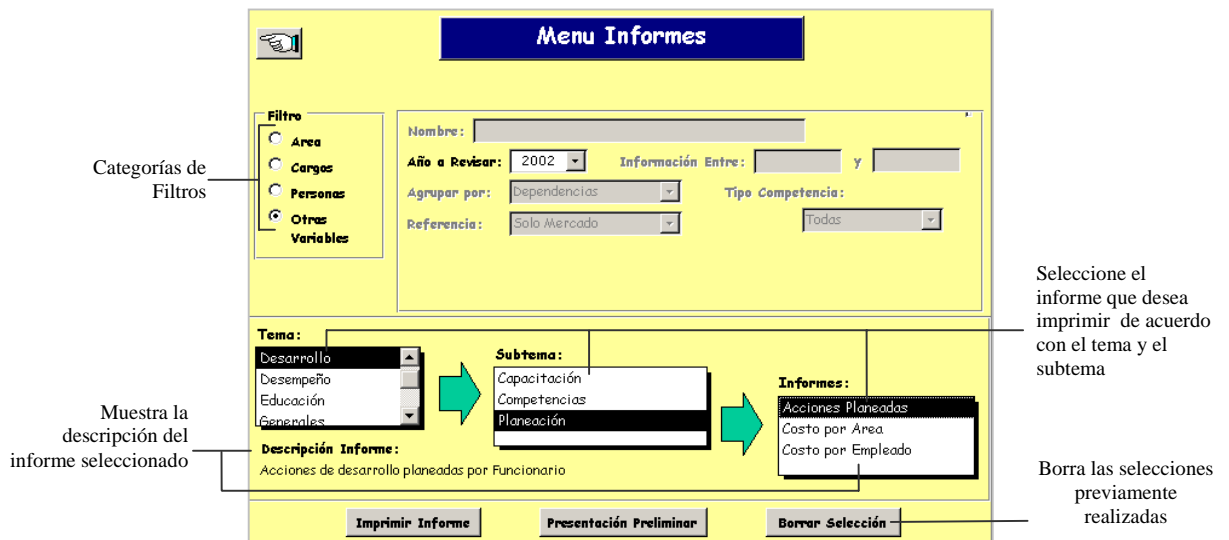 Menu Informes
Filtro
Area
Cargos
Personas
Otras
Variables
Categorías de
Filtros
Nombre:
Año a Revisar: 2002 Información Entre: y
Agrupar por: Dependencias Tipo Competencia:
Referencia: Solo Mercado Todas
Seleccione el
informe que desea
imprimir de acuerdo
con el tema y el
subtema
Tema:
Desarrollo
Desempeño
Educación
Generales
Subtema:
Capacitación
Competencias
Planeación
Informes:
Acciones Planeadas
Costo por Area
Costo por Empleado
Muestra la
descripción del
informe seleccionado
Descripción Informe:
Acciones de desarrollo planeadas por Funcionario
Borra las selecciones
previamente
realizadas
Imprimir Informe Presentación Preliminar Borrar Selección